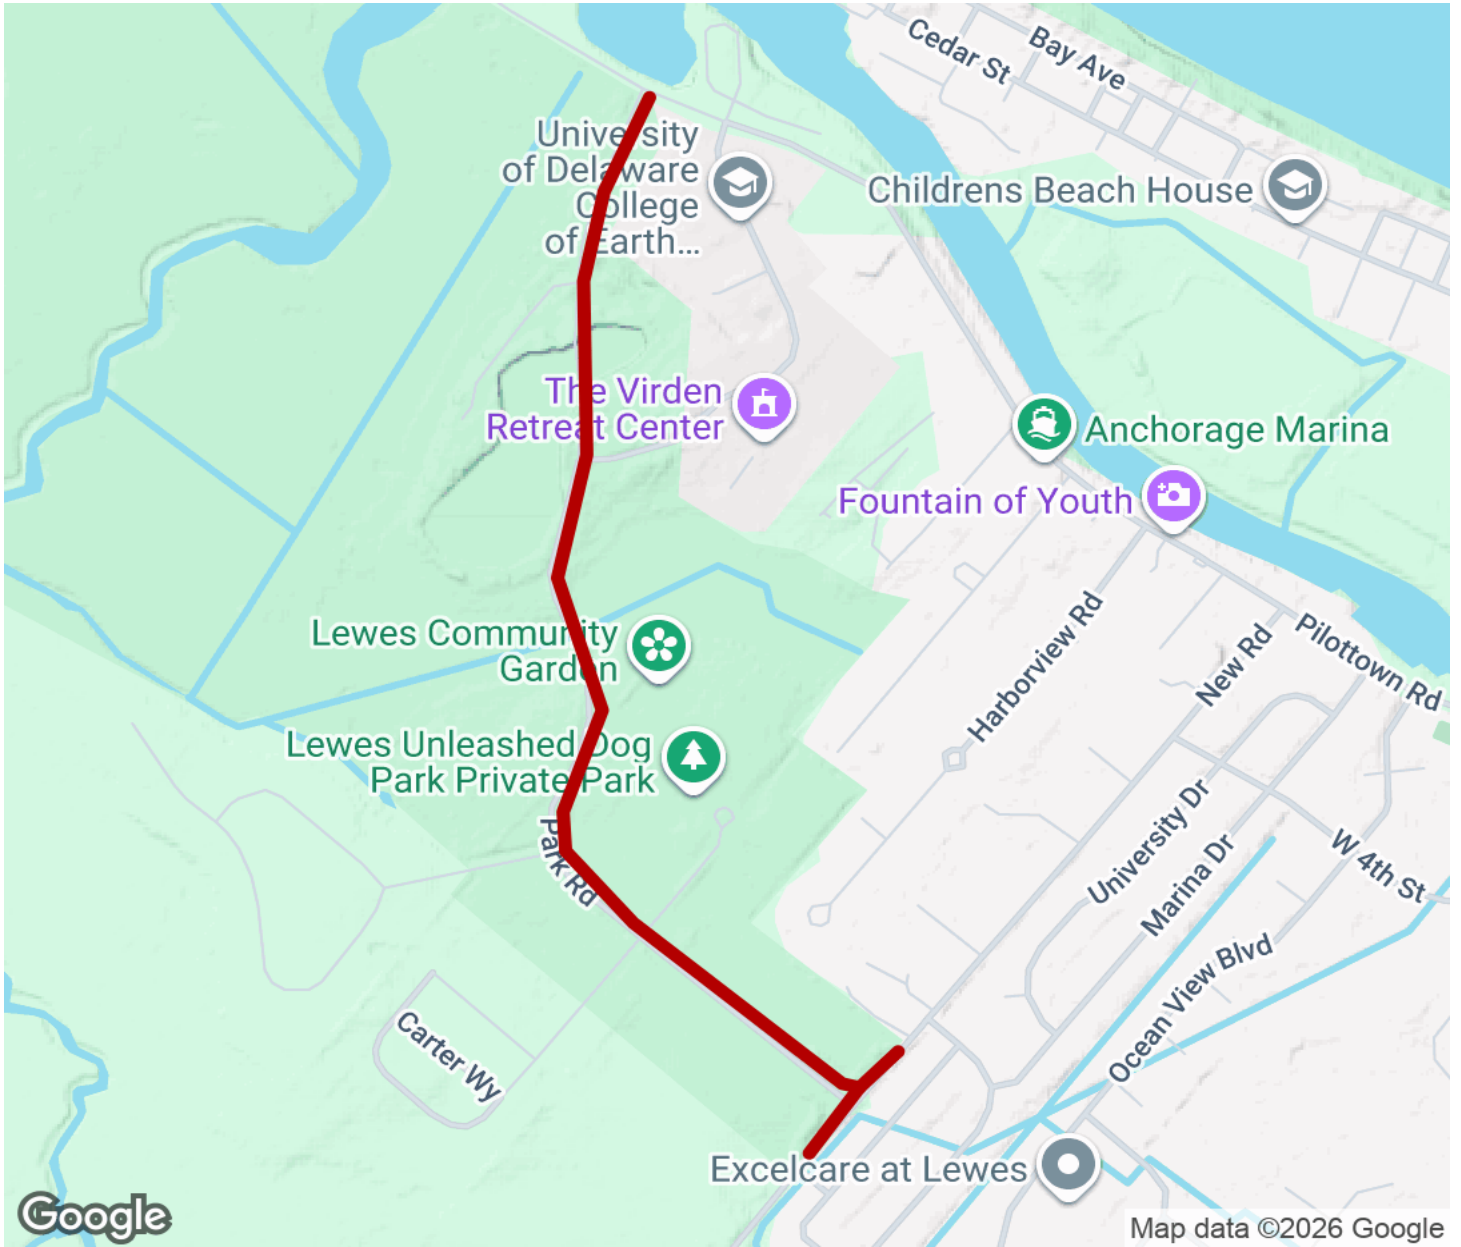 Cedar St
Bay Ave
University
of Delaware
College
of Earth...
Childrens Beach House
The Virden
Retreat Center
Anchorage Marina
Fountain of Youth
Lewes Community
Garden
Harborview Rd
New Rd
Pilottown Rd
Lewes Unleashed Dog
Park Private Park
Park Rd
University Dr
Marina Dr
W 4th St
Ocean View Blvd
Carter Wy
Excelcare at Lewes
Google
Map data ©2026 Google